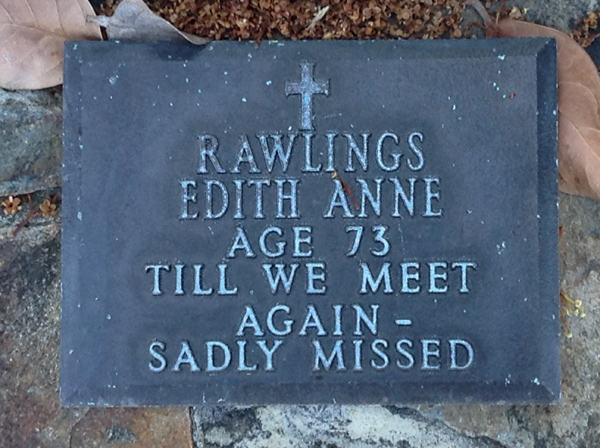 RAWLINGS
EDITH ANNE
AGE 73
TILL WE MEET
AGAIN -
SADLY MISSED